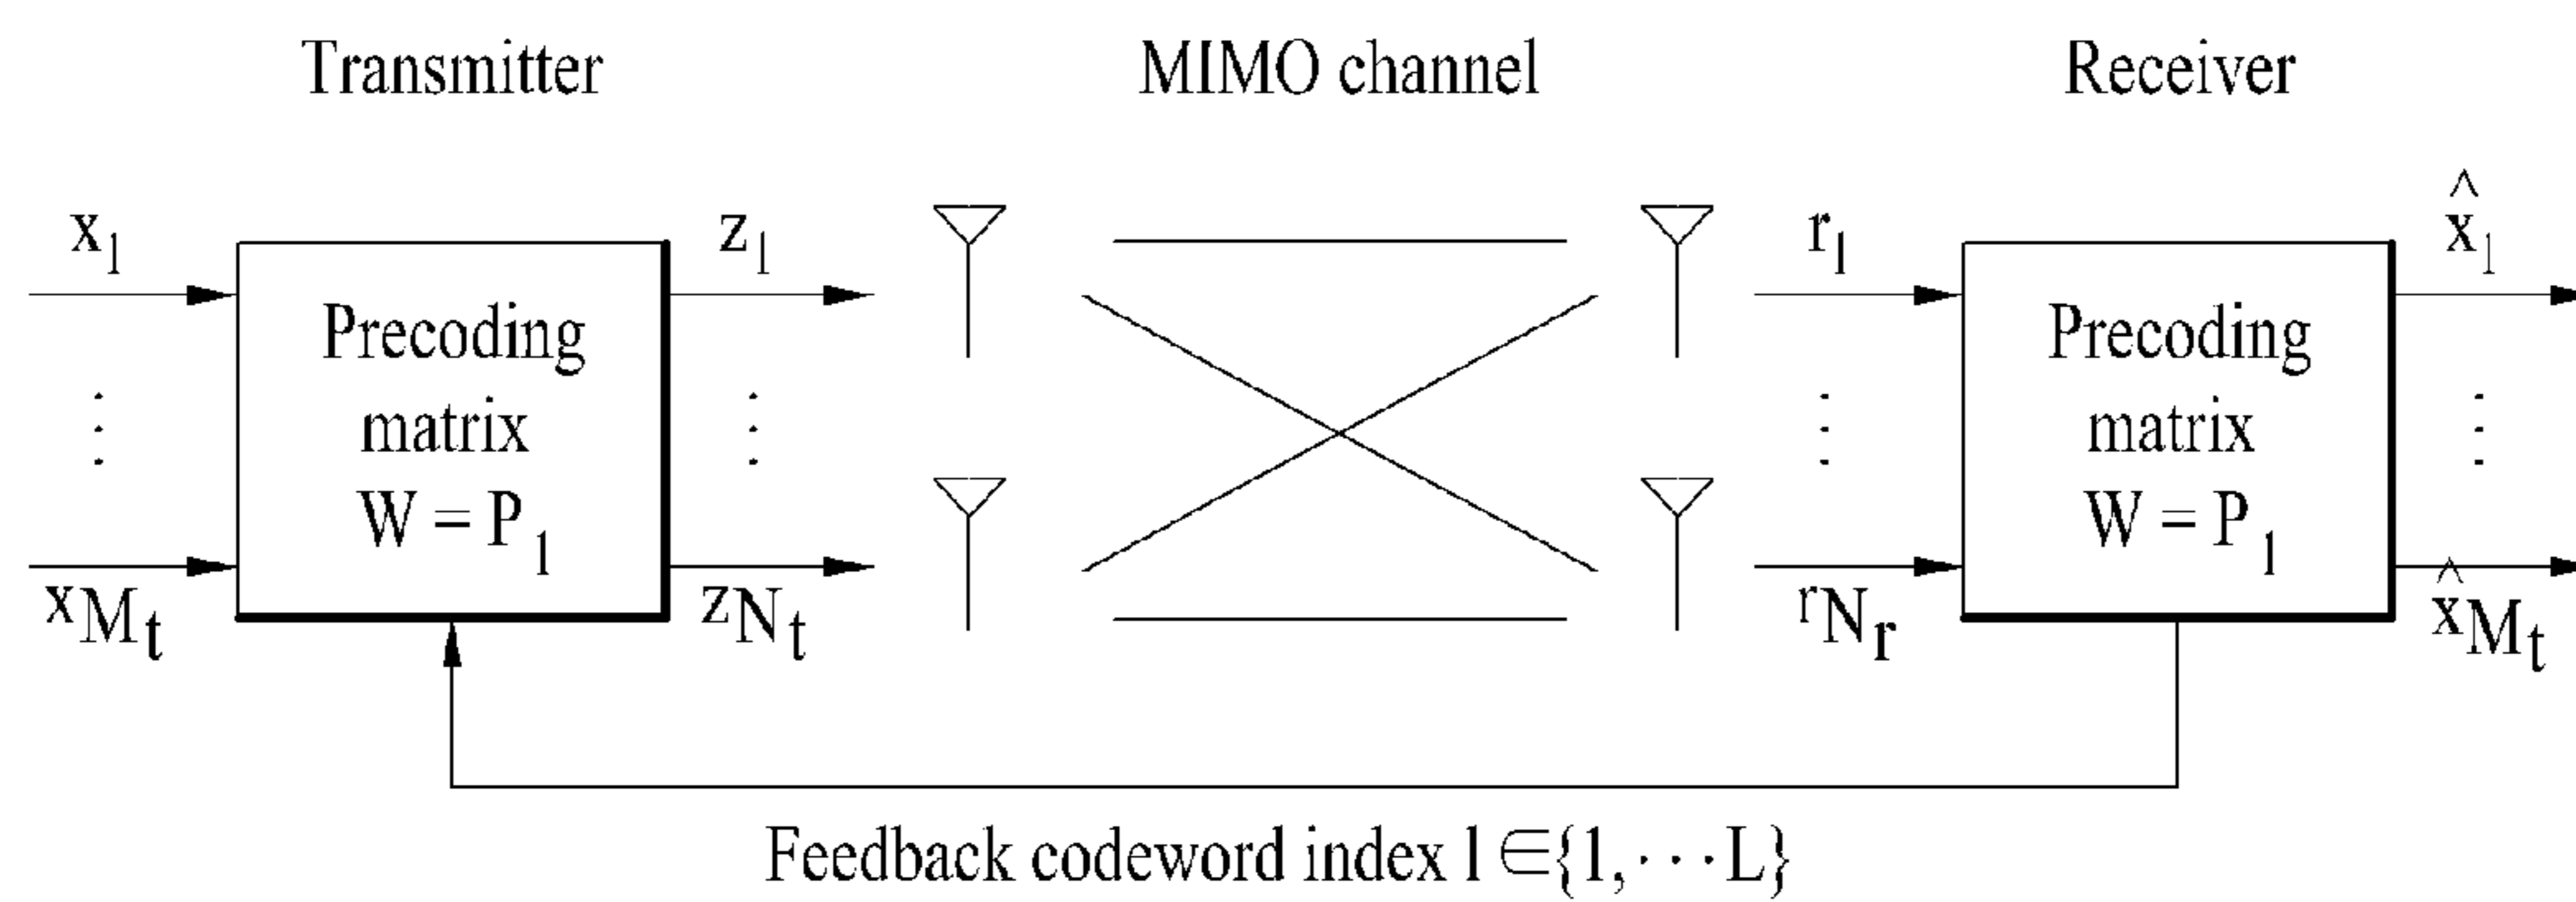 Transmitter
MIMO channel
Receiver
x1
z1
r1
x̂1
Precoding
matrix
W = P1
Precoding
matrix
W = P1
xMt
zNt
rNr
x̂Mt
Feedback codeword index l ∈{1,···L}